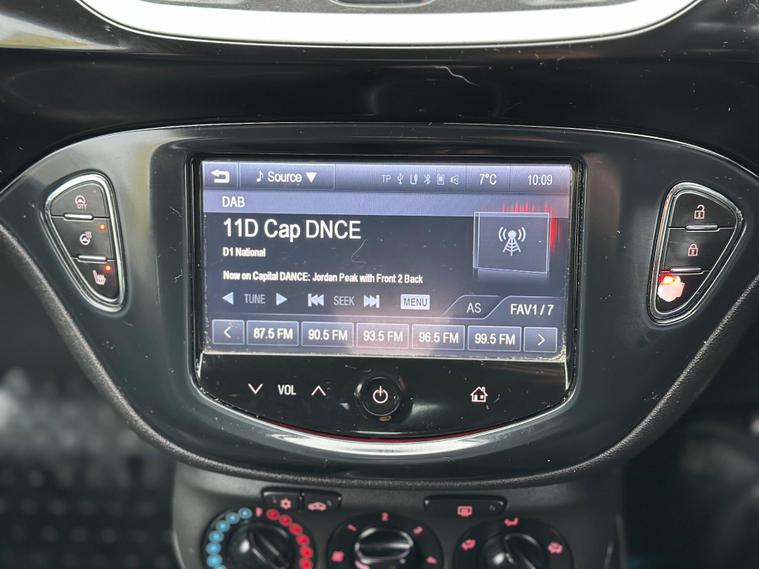 Source TP 7°C 10:09
CITY
DAB
11D Cap DNCE
D1 National
Now on Capital DANCE: Jordan Peak with Front 2 Back
TUNE SEEK MENU AS FAV1/7
87.5 FM 90.5 FM 93.5 FM 96.5 FM 99.5 FM
VOL
2